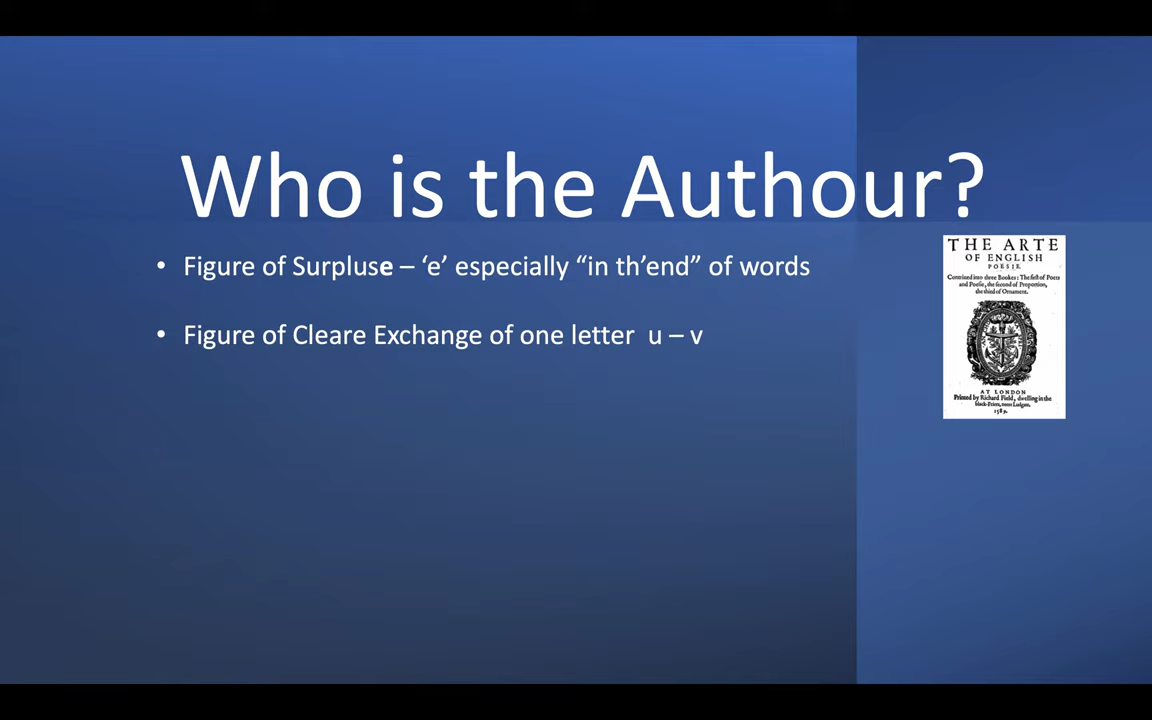 Who is the Authour?
• Figure of Surpluse – ‘e’ especially “in th’end” of words
• Figure of Cleare Exchange of one letter u – v
THE ARTE
OF ENGLISH
POESIE.
Contriued into three Bookes: The first of Poets
and Poesie, the second of Proportion,
the third of Ornament.
AT LONDON
Printed by Richard Field, dwelling in the
black-Friers, neere Ludgate.
1589.